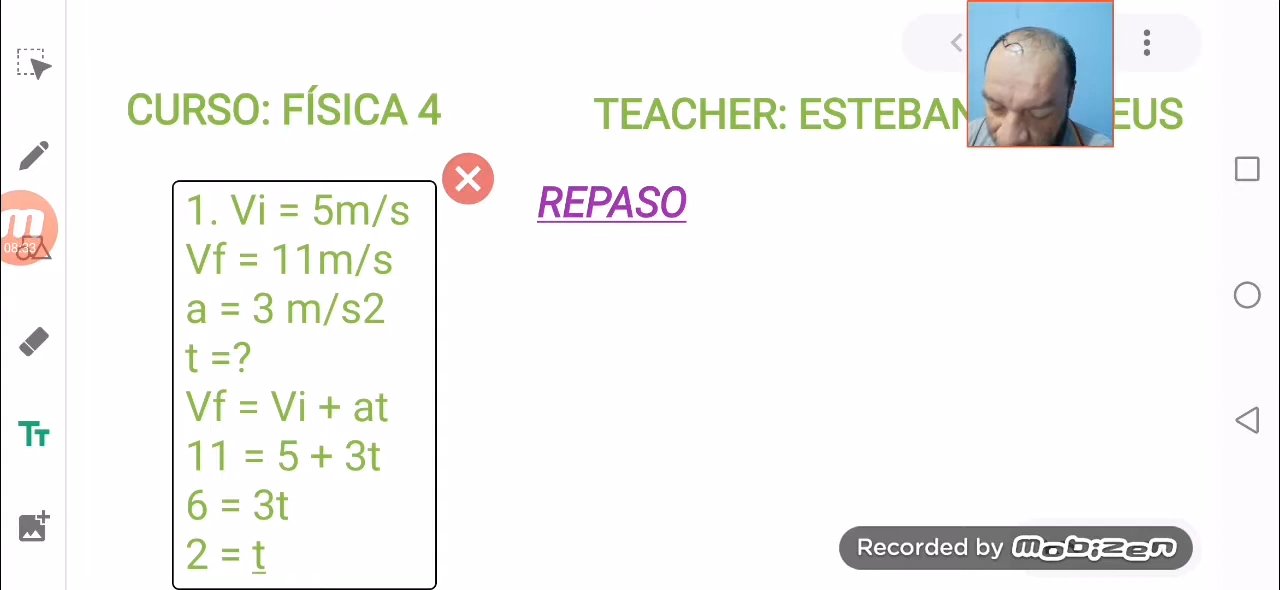 CURSO: FÍSICA 4
TEACHER: ESTEBAN EUS
REPASO
1. Vi = 5m/s
Vf = 11m/s
a = 3 m/s2
t =?
Vf = Vi + at
11 = 5 + 3t
6 = 3t
2 = t
08:33
Tт
Recorded by mobizen